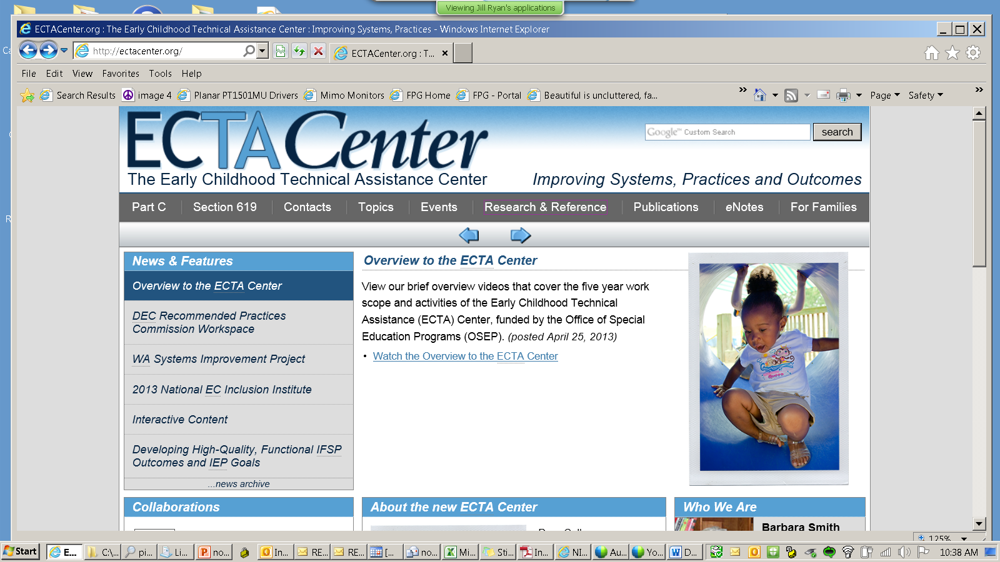 Viewing Jill Ryan's applications
ECTACenter.org : The Early Childhood Technical Assistance Center : Improving Systems, Practices - Windows Internet Explorer
http://ectacenter.org/
ECTACenter.org : T...
File Edit View Favorites Tools Help
Search Results image 4 Planar PT1501MU Drivers Mimo Monitors FPG Home FPG - Portal Beautiful is uncluttered, fa... Page Safety
ECTACenter
Google™ Custom Search search
The Early Childhood Technical Assistance Center
Improving Systems, Practices and Outcomes
Part C Section 619 Contacts Topics Events Research & Reference Publications eNotes For Families
News & Features
Overview to the ECTA Center
DEC Recommended Practices
Commission Workspace
WA Systems Improvement Project
2013 National EC Inclusion Institute
Interactive Content
Developing High-Quality, Functional IFSP
Outcomes and IEP Goals
...news archive
Overview to the ECTA Center
View our brief overview videos that cover the five year work
scope and activities of the Early Childhood Technical
Assistance (ECTA) Center, funded by the Office of Special
Education Programs (OSEP). (posted April 25, 2013)
• Watch the Overview to the ECTA Center
Queen
Collaborations
About the new ECTA Center
Who We Are
Barbara Smith
125%
Start E... C:\... pi... Li... no... In... RE... RE... [... no... Mi... Sti... In... NI... Au... Yo... D... 10:38 AM